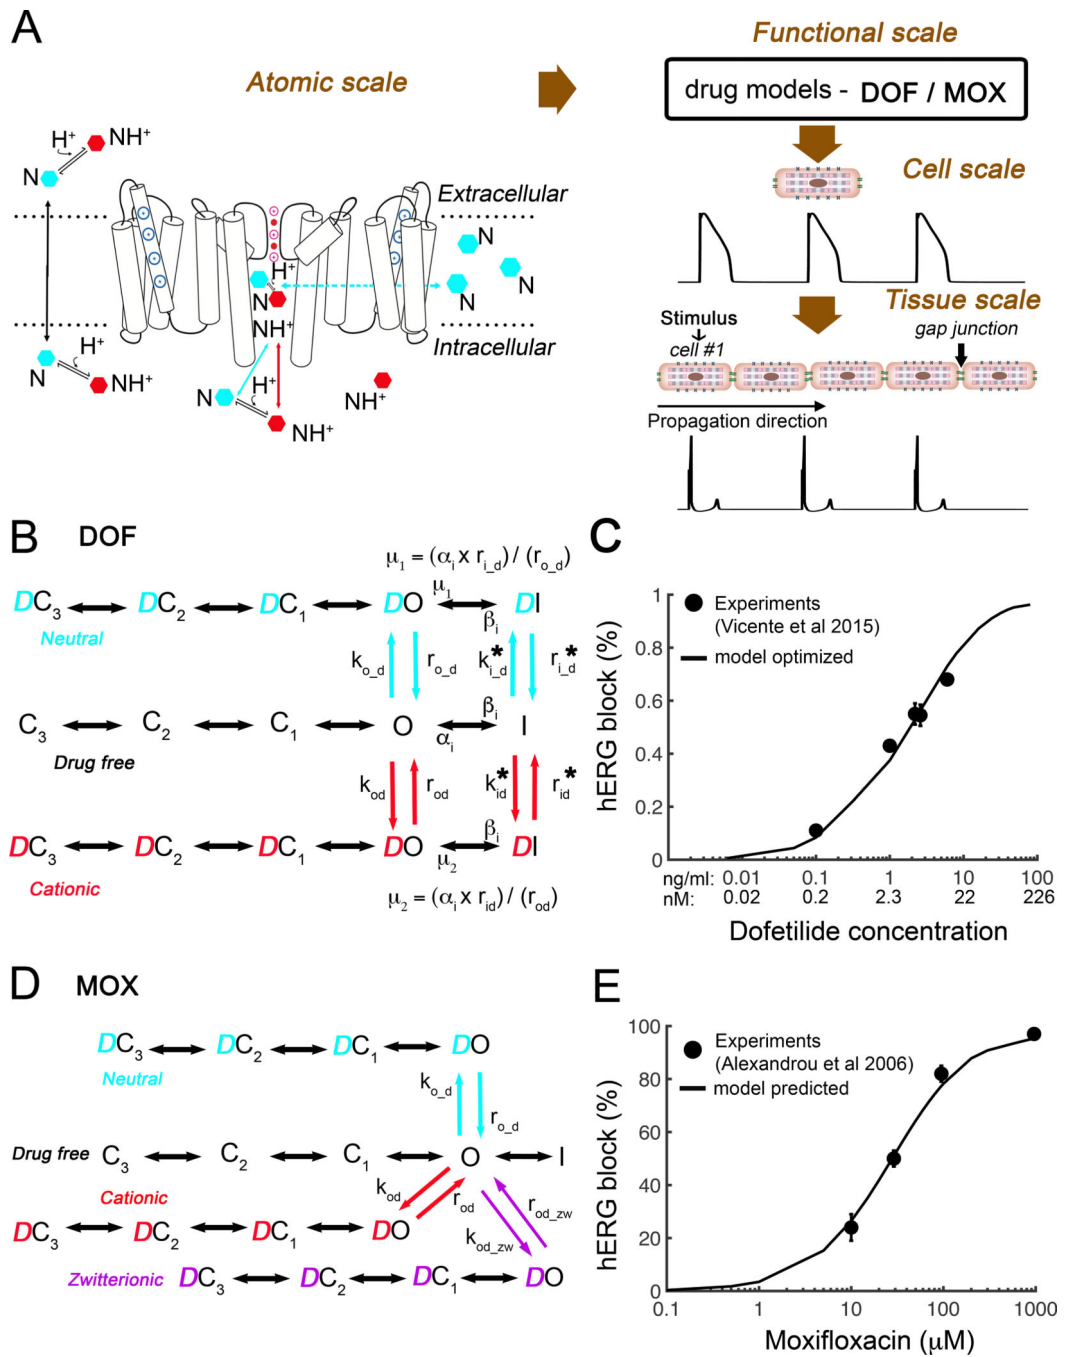 A
Atomic scale
Functional scale
drug models - DOF / MOX
H+
NH+
N
Extracellular
Cell scale
H+
N
NH+
N
N
N
Intracellular
Tissue scale
gap junction
Stimulus
cell #1
H+
N
NH+
H+
N
NH+
NH+
Propagation direction
B DOF
μ1 = (αi x ri_d) / (ro_d)
μ1
DC3 DC2 DC1 DO DI
Neutral
βi
ko_d ro_d ki_d* ri_d*
βi
C3 C2 C1 O I
αi
Drug free
kod rod kid* rid*
βi
DC3 DC2 DC1 DO DI
μ2
Cationic
μ2 = (αi x rid) / (rod)
C
hERG block (%)
1
0.8
0.6
0.4
0.2
0
Experiments
(Vicente et al 2015)
model optimized
ng/ml: 0.01 0.1 1 10 100
nM: 0.02 0.2 2.3 22 226
Dofetilide concentration
D MOX
DC3 DC2 DC1 DO
Neutral
ko_d ro_d
Drug free C3 C2 C1 O I
Cationic
kod rod rod_zw
DC3 DC2 DC1 DO
kod_zw
Zwitterionic DC3 DC2 DC1 DO
E
hERG block (%)
100
80
60
40
20
0
Experiments
(Alexandrou et al 2006)
model predicted
0.1 1 10 100 1000
Moxifloxacin (μM)